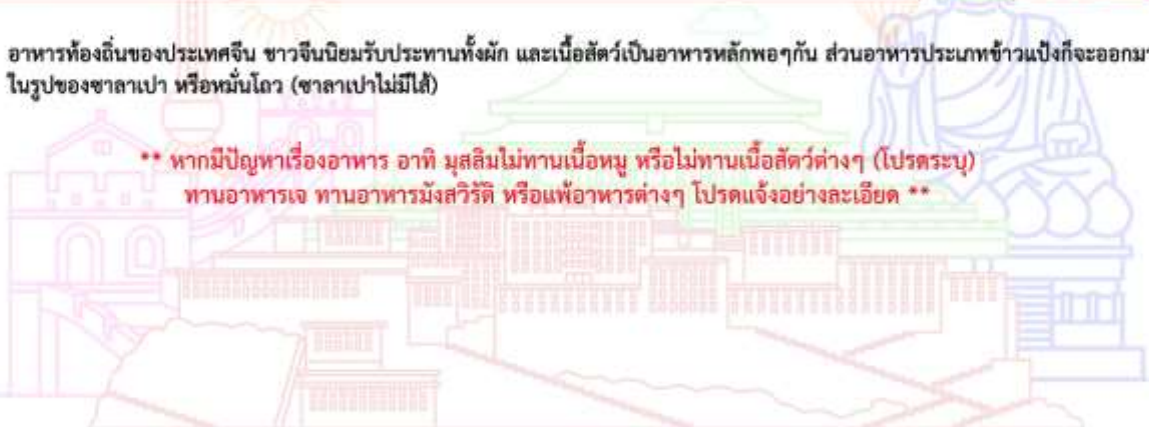 อาหารท้องถิ่นของประเทศจีน ชาวจีนนิยมรับประทานทั้งผัก และเนื้อสัตว์เป็นอาหารหลักพอๆกัน ส่วนอาหารประเภทข้าวแป้งก็จะออกมา
ในรูปของซาลาเปา หรือหมั่นโถว (ซาลาเปาไม่มีไส้)
** หากมีปัญหาเรื่องอาหาร อาทิ มุสลิมไม่ทานเนื้อหมู หรือไม่ทานเนื้อสัตว์ต่างๆ (โปรดระบุ)
ทานอาหารเจ ทานอาหารมังสวิรัติ หรือแพ้อาหารต่างๆ โปรดแจ้งอย่างละเอียด **